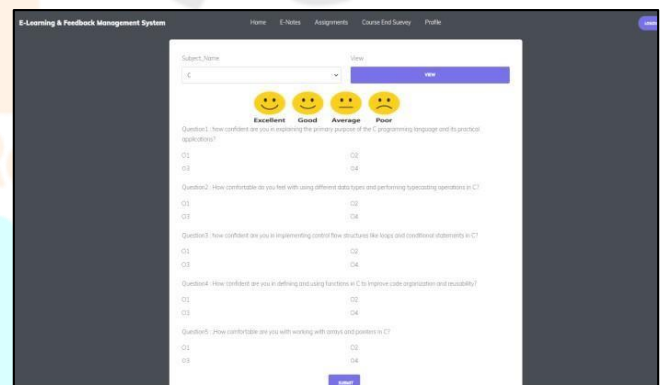 E-Learning & Feedback Management System
Home E-Notes Assignments Course End Suevey Profile
Subject_Name View
C VIEW
Excellent Good Average Poor
Question1 : how confident are you in explaining the primary purpose of the C programming language and its practical
applications?
O1 O2
O3 O4
Question2 : How comfortable do you feel with using different data types and performing typecasting operations in C?
O1 O2
O3 O4
Question3 : how confident are you in implementing control flow structures like loops and conditional statements in C?
O1 O2
O3 O4
Question4 : How confident are you in defining and using functions in C to improve code organization and reusability?
O1 O2
O3 O4
Question5 : How comfortable are you with working with arrays and pointers in C?
O1 O2
O3 O4
SUBMIT